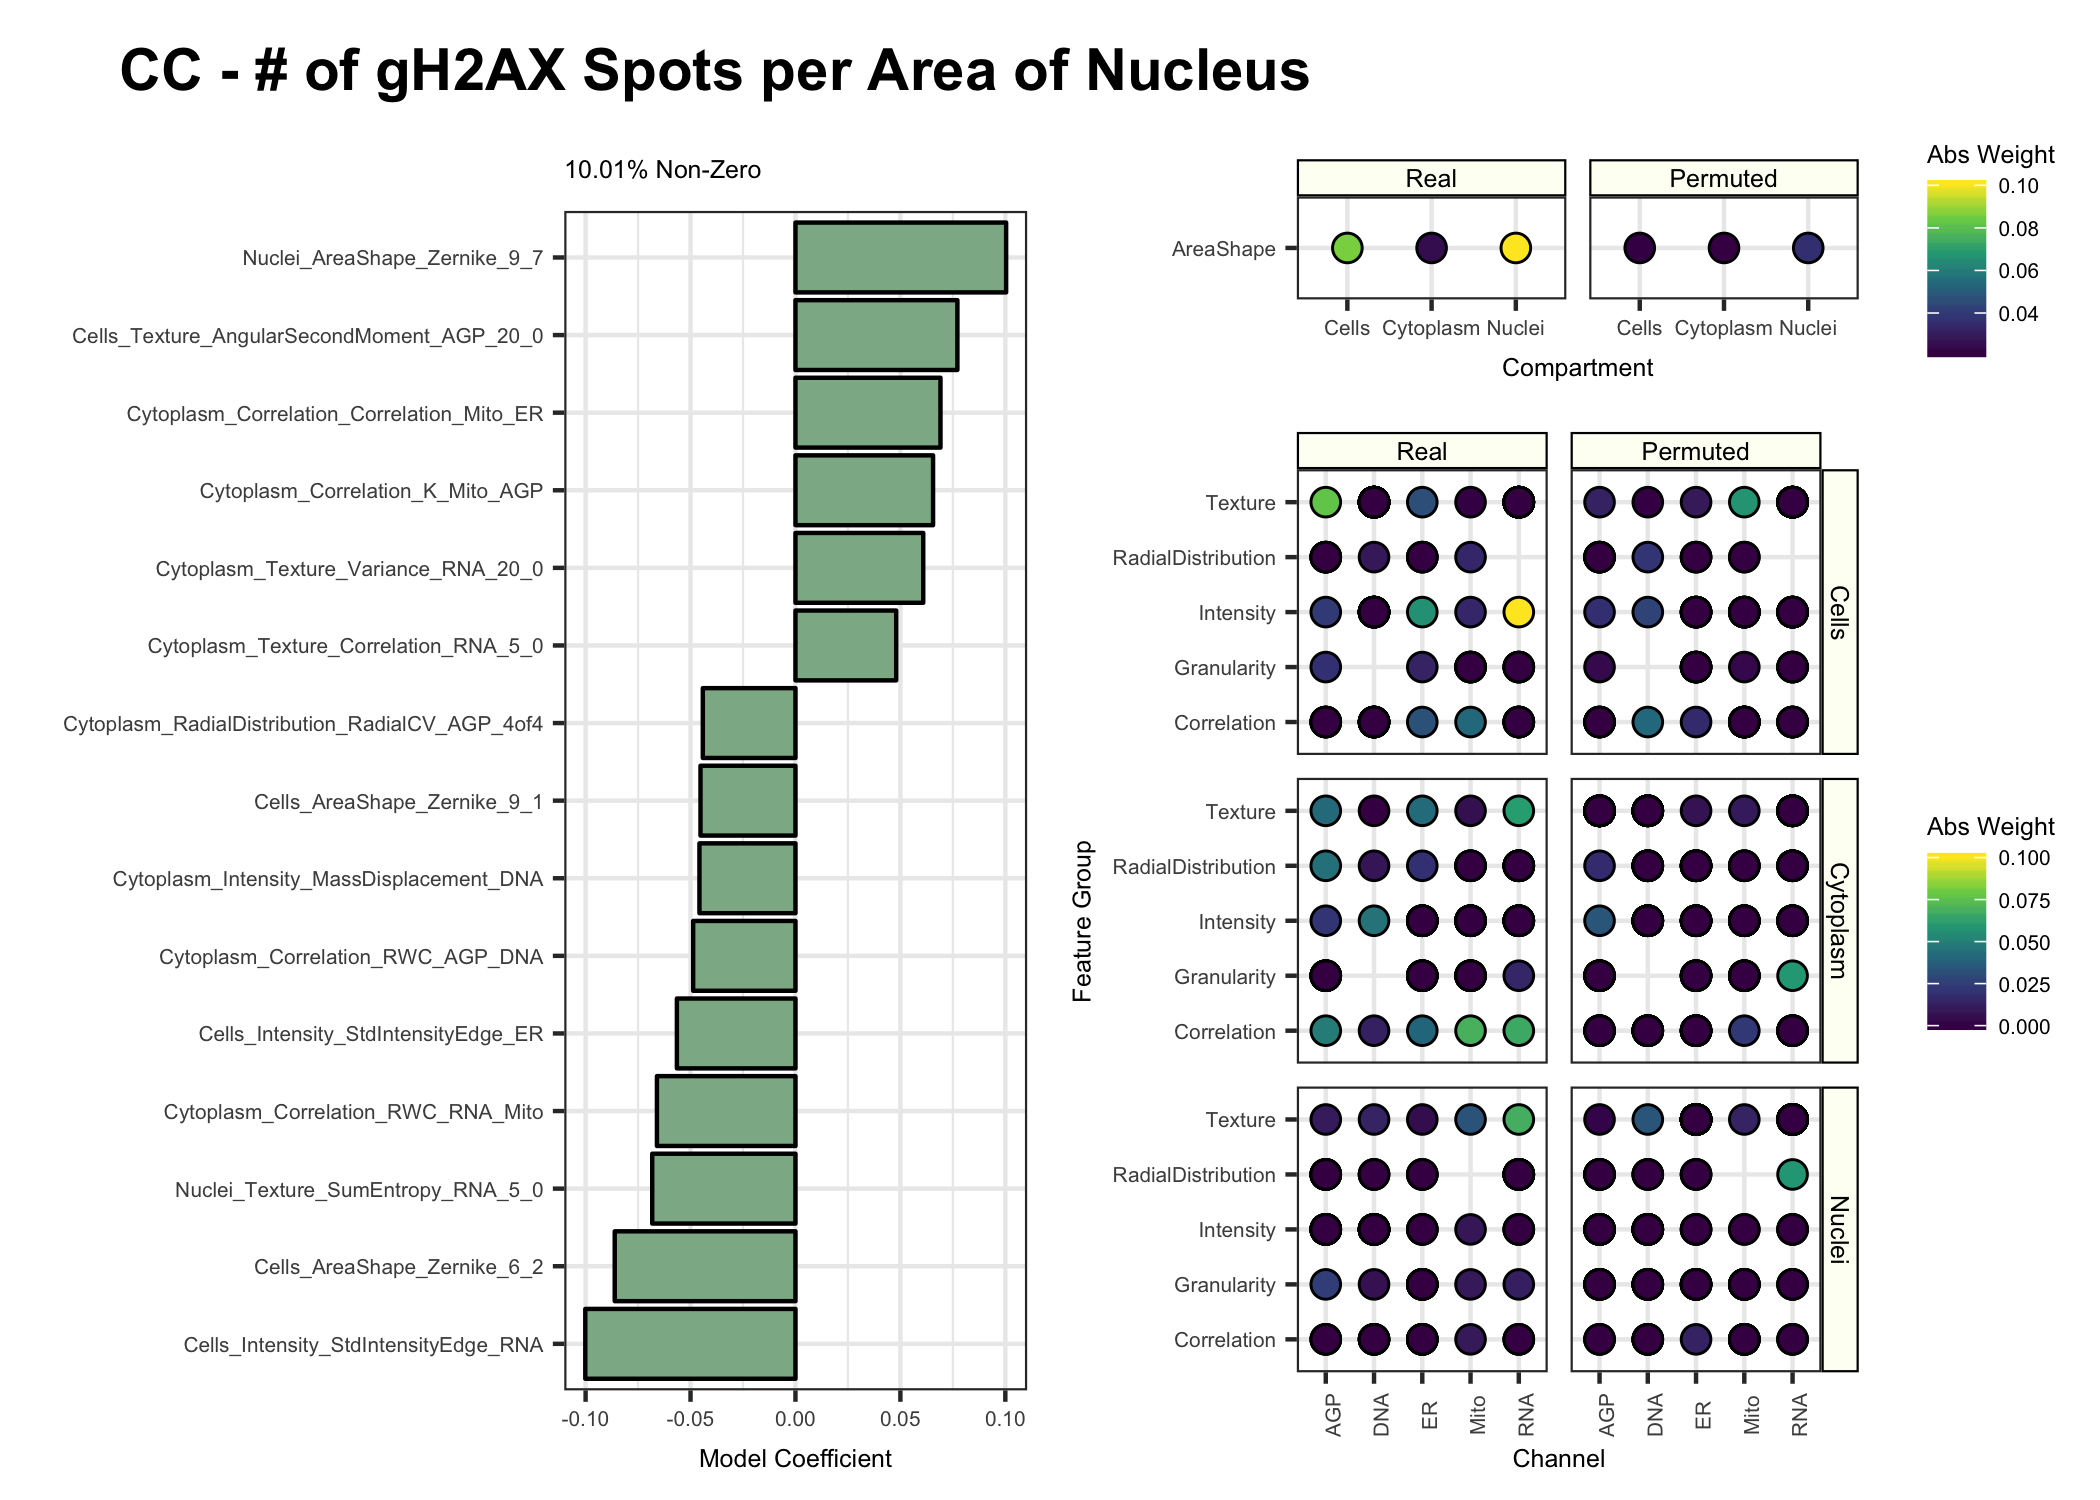 CC - # of gH2AX Spots per Area of Nucleus
10.01% Non-Zero
Nuclei_AreaShape_Zernike_9_7
Cells_Texture_AngularSecondMoment_AGP_20_0
Cytoplasm_Correlation_Correlation_Mito_ER
Cytoplasm_Correlation_K_Mito_AGP
Cytoplasm_Texture_Variance_RNA_20_0
Cytoplasm_Texture_Correlation_RNA_5_0
Cytoplasm_RadialDistribution_RadialCV_AGP_4of4
Cells_AreaShape_Zernike_9_1
Cytoplasm_Intensity_MassDisplacement_DNA
Cytoplasm_Correlation_RWC_AGP_DNA
Cells_Intensity_StdIntensityEdge_ER
Cytoplasm_Correlation_RWC_RNA_Mito
Nuclei_Texture_SumEntropy_RNA_5_0
Cells_AreaShape_Zernike_6_2
Cells_Intensity_StdIntensityEdge_RNA
-0.10 -0.05 0.00 0.05 0.10
Model Coefficient
Real Permuted
AreaShape
Cells Cytoplasm Nuclei Cells Cytoplasm Nuclei
Compartment
Abs Weight
0.10
0.08
0.06
0.04
Feature Group
Real Permuted
Texture
RadialDistribution
Intensity
Granularity
Correlation
Cells
Texture
RadialDistribution
Intensity
Granularity
Correlation
Cytoplasm
Texture
RadialDistribution
Intensity
Granularity
Correlation
Nuclei
AGP DNA ER Mito RNA AGP DNA ER Mito RNA
Channel
Abs Weight
0.100
0.075
0.050
0.025
0.000